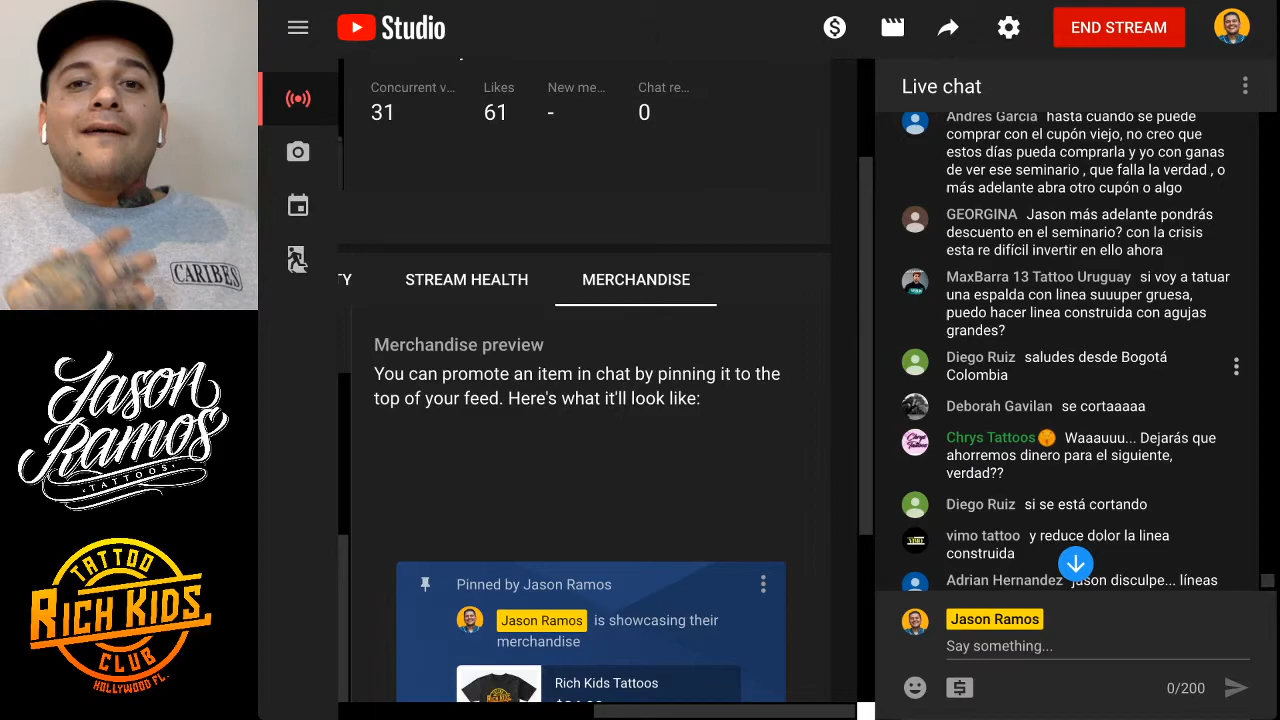 Studio
END STREAM
Concurrent v...
Likes
New me...
Chat re...
31
61
-
0
TY
STREAM HEALTH
MERCHANDISE
Merchandise preview
You can promote an item in chat by pinning it to the
top of your feed. Here's what it'll look like:
Pinned by Jason Ramos
Jason Ramos is showcasing their
merchandise
Rich Kids Tattoos
Live chat
Andres Garcia hasta cuando se puede
comprar con el cupón viejo, no creo que
estos días pueda comprarla y yo con ganas
de ver ese seminario , que falla la verdad , o
más adelante abra otro cupón o algo
GEORGINA Jason más adelante pondrás
descuento en el seminario? con la crisis
esta re difícil invertir en ello ahora
MaxBarra 13 Tattoo Uruguay si voy a tatuar
una espalda con linea suuuper gruesa,
puedo hacer linea construida con agujas
grandes?
Diego Ruiz saludes desde Bogotá
Colombia
Deborah Gavilan se cortaaaaa
Chrys Tattoos Waaauuu... Dejarás que
ahorremos dinero para el siguiente,
verdad??
Diego Ruiz si se está cortando
vimo tattoo y reduce dolor la linea
construida
Adrian Hernandez jason disculpe... líneas
Jason Ramos
Say something...
0/200
CARIBES
Jason
Ramos
TATTOOS
TATTOO
RICH KIDS
CLUB
HOLLYWOOD FL.